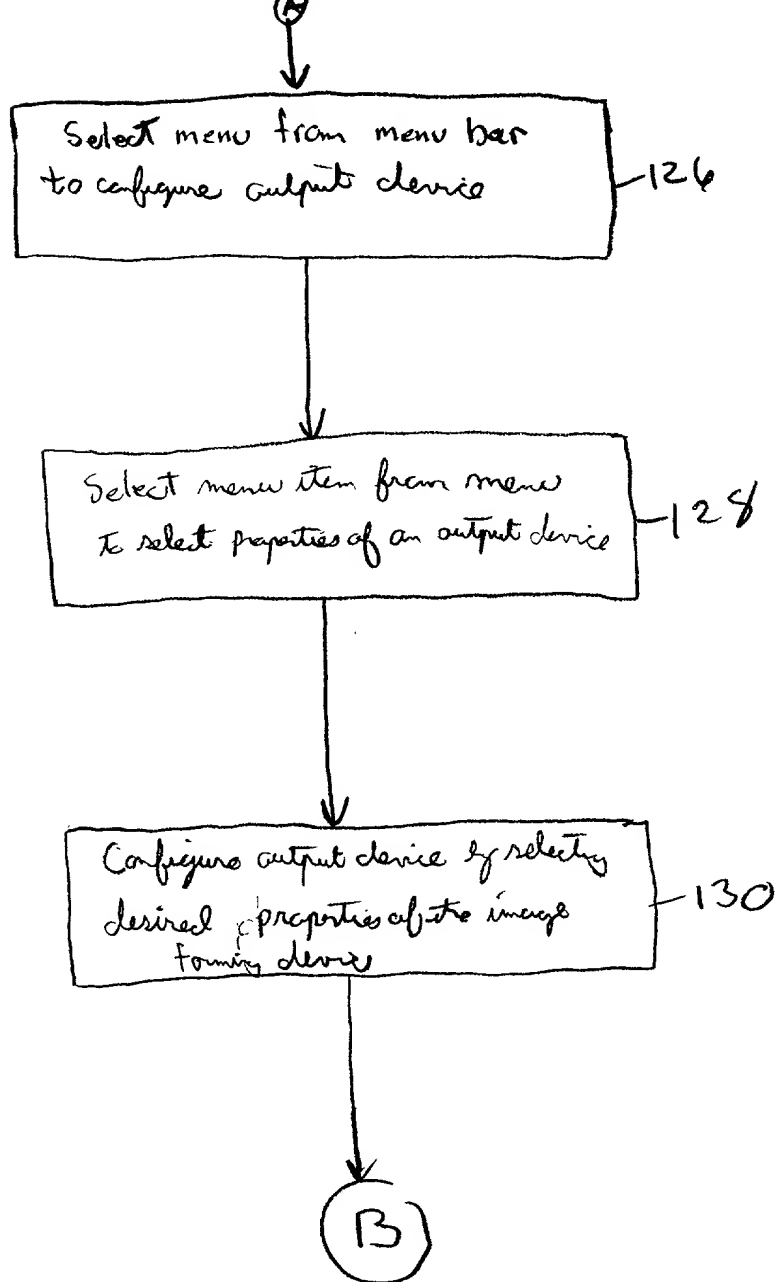 A
Select menu from menu bar
to configure output device
126
Select menu item from menu
to select properties of an output device
128
Configure output device by selecting
desired properties of the image
forming device
130
B